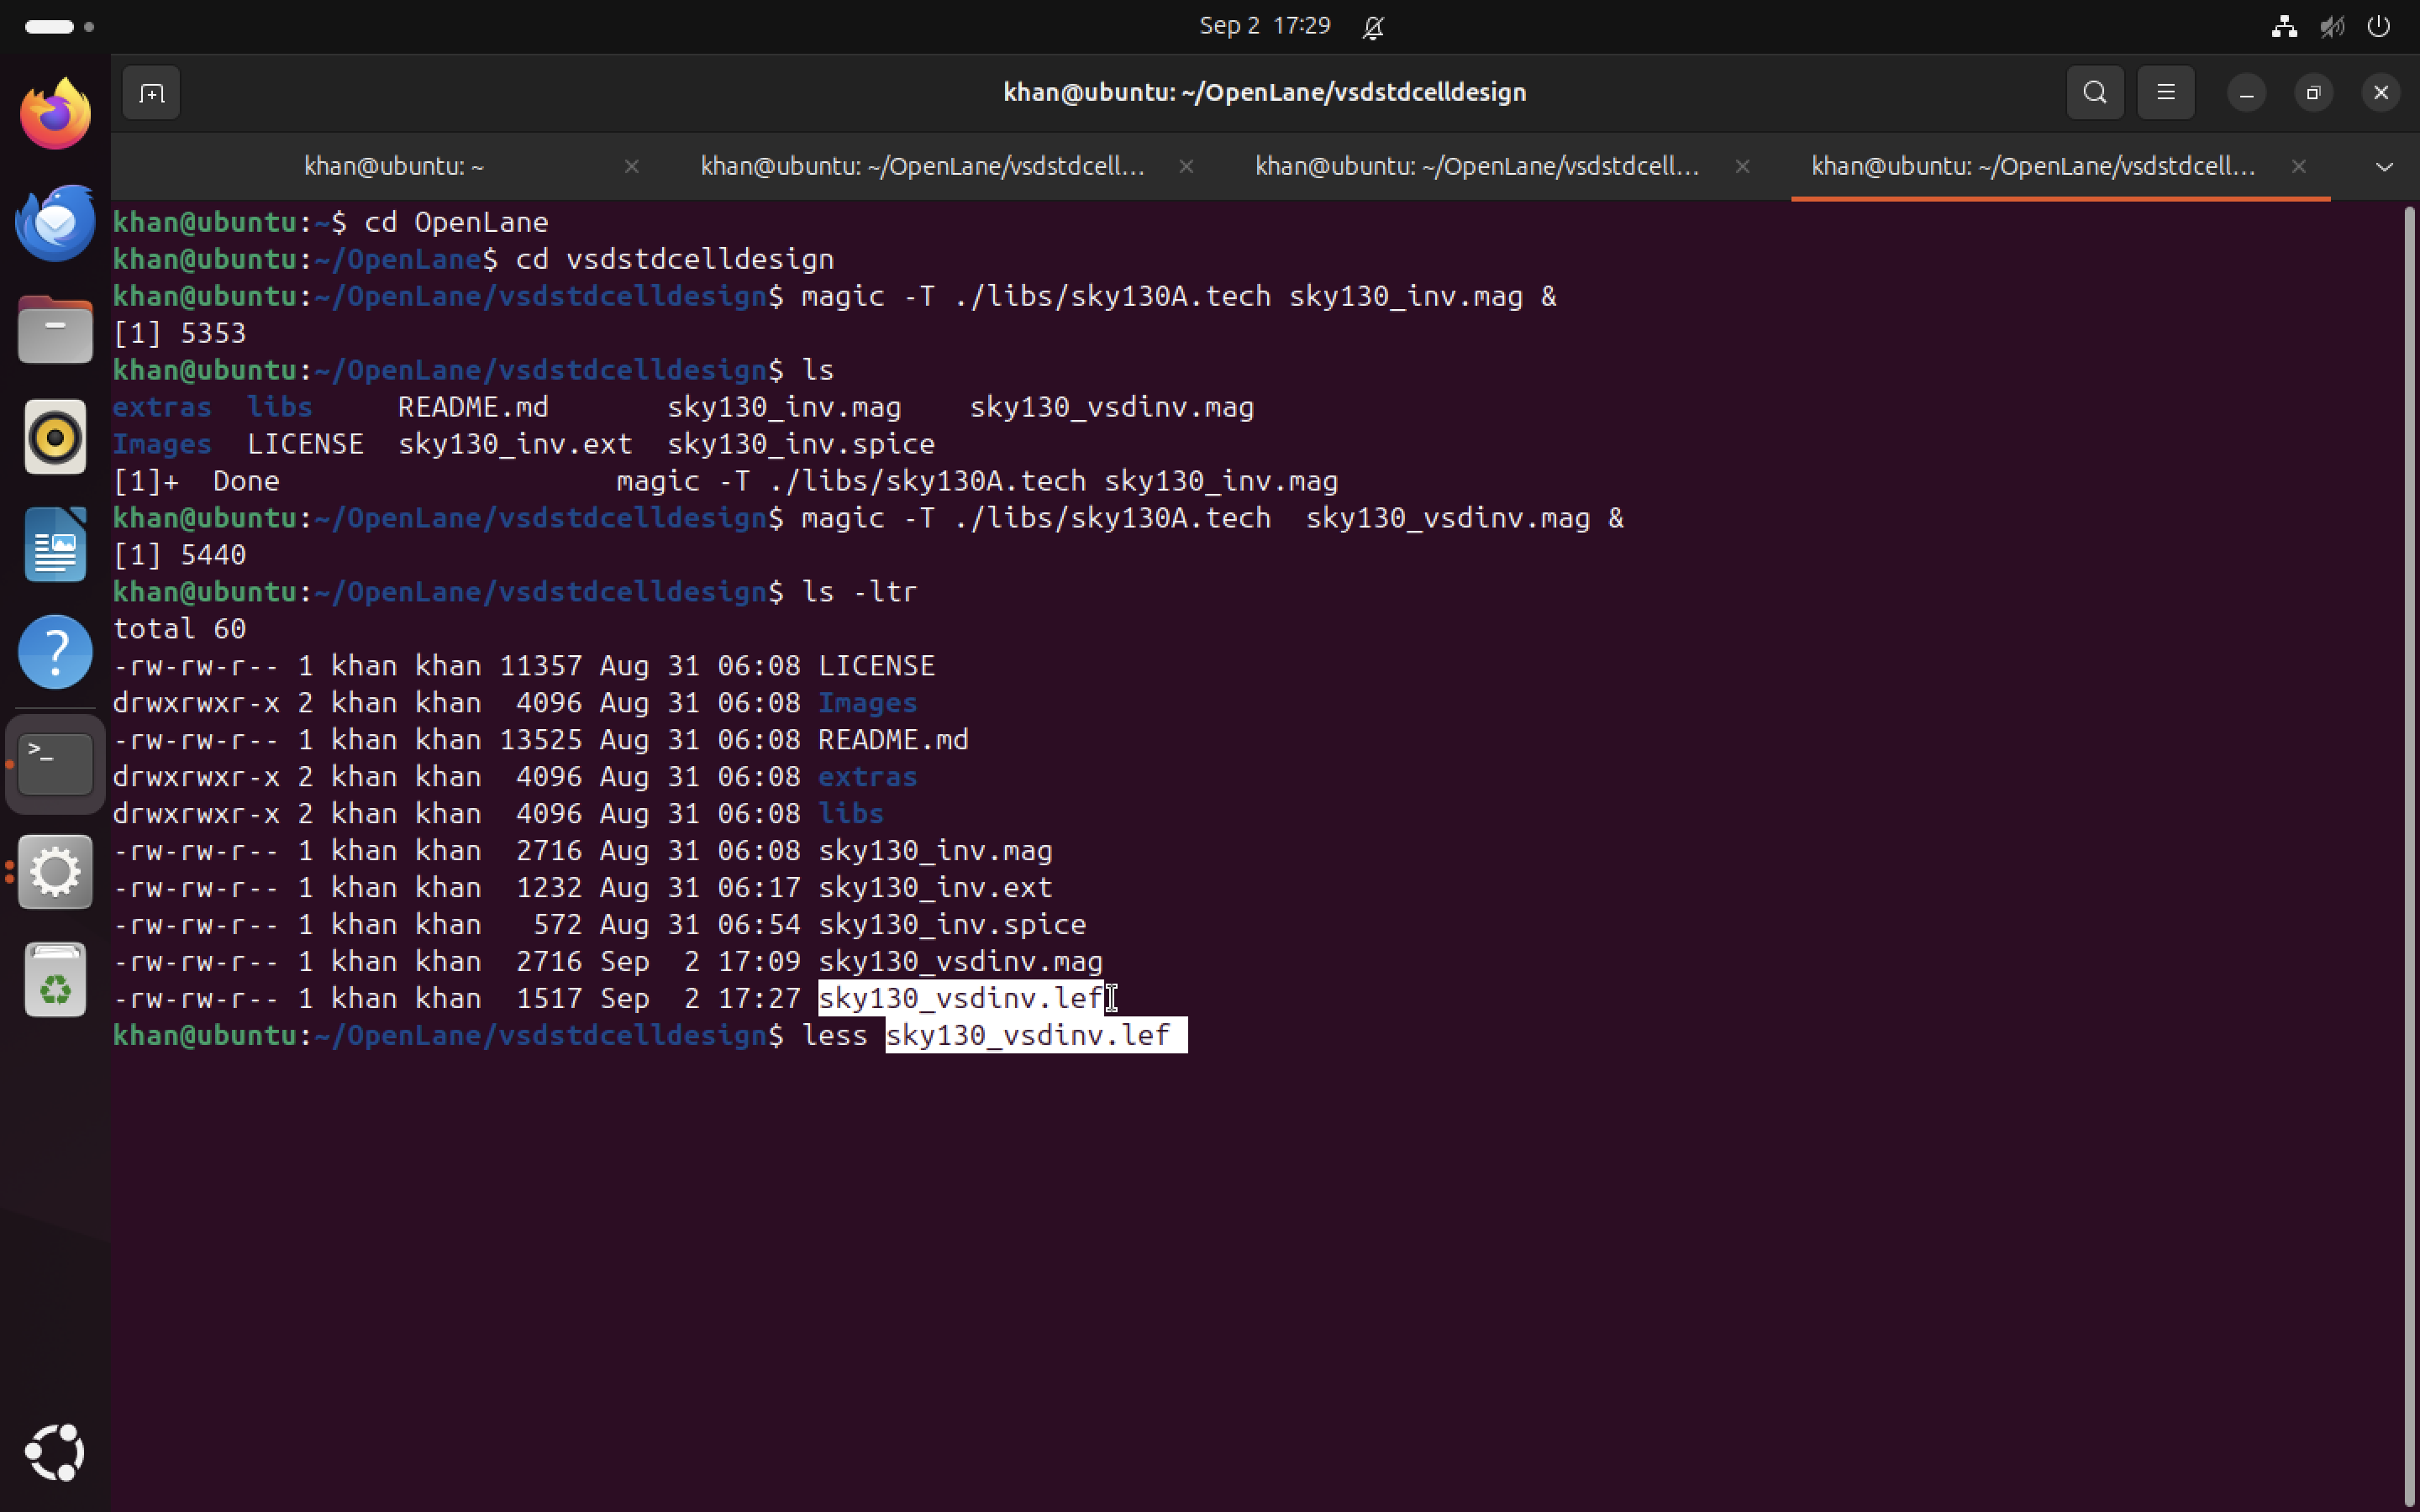 Sep 2 17:29
khan@ubuntu: ~/OpenLane/vsdstdcelldesign
khan@ubuntu: ~
khan@ubuntu: ~/OpenLane/vsdstdcell...
khan@ubuntu: ~/OpenLane/vsdstdcell...
khan@ubuntu: ~/OpenLane/vsdstdcell...
khan@ubuntu:~$ cd OpenLane
khan@ubuntu:~/OpenLane$ cd vsdstdcelldesign
khan@ubuntu:~/OpenLane/vsdstdcelldesign$ magic -T ./libs/sky130A.tech sky130_inv.mag &
[1] 5353
khan@ubuntu:~/OpenLane/vsdstdcelldesign$ ls
extras  libs     README.md       sky130_inv.mag    sky130_vsdinv.mag
Images  LICENSE  sky130_inv.ext  sky130_inv.spice
[1]+  Done                    magic -T ./libs/sky130A.tech sky130_inv.mag
khan@ubuntu:~/OpenLane/vsdstdcelldesign$ magic -T ./libs/sky130A.tech  sky130_vsdinv.mag &
[1] 5440
khan@ubuntu:~/OpenLane/vsdstdcelldesign$ ls -ltr
total 60
-rw-rw-r-- 1 khan khan 11357 Aug 31 06:08 LICENSE
drwxrwxr-x 2 khan khan  4096 Aug 31 06:08 Images
-rw-rw-r-- 1 khan khan 13525 Aug 31 06:08 README.md
drwxrwxr-x 2 khan khan  4096 Aug 31 06:08 extras
drwxrwxr-x 2 khan khan  4096 Aug 31 06:08 libs
-rw-rw-r-- 1 khan khan  2716 Aug 31 06:08 sky130_inv.mag
-rw-rw-r-- 1 khan khan  1232 Aug 31 06:17 sky130_inv.ext
-rw-rw-r-- 1 khan khan   572 Aug 31 06:54 sky130_inv.spice
-rw-rw-r-- 1 khan khan  2716 Sep  2 17:09 sky130_vsdinv.mag
-rw-rw-r-- 1 khan khan  1517 Sep  2 17:27 sky130_vsdinv.lef
khan@ubuntu:~/OpenLane/vsdstdcelldesign$ less sky130_vsdinv.lef